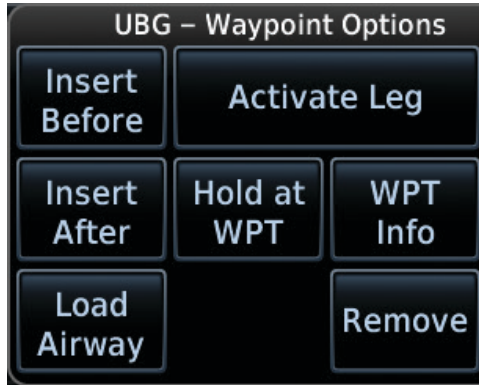 UBG – Waypoint Options
Insert
Before
Activate Leg
Insert
After
Hold at
WPT
WPT
Info
Load
Airway
Remove